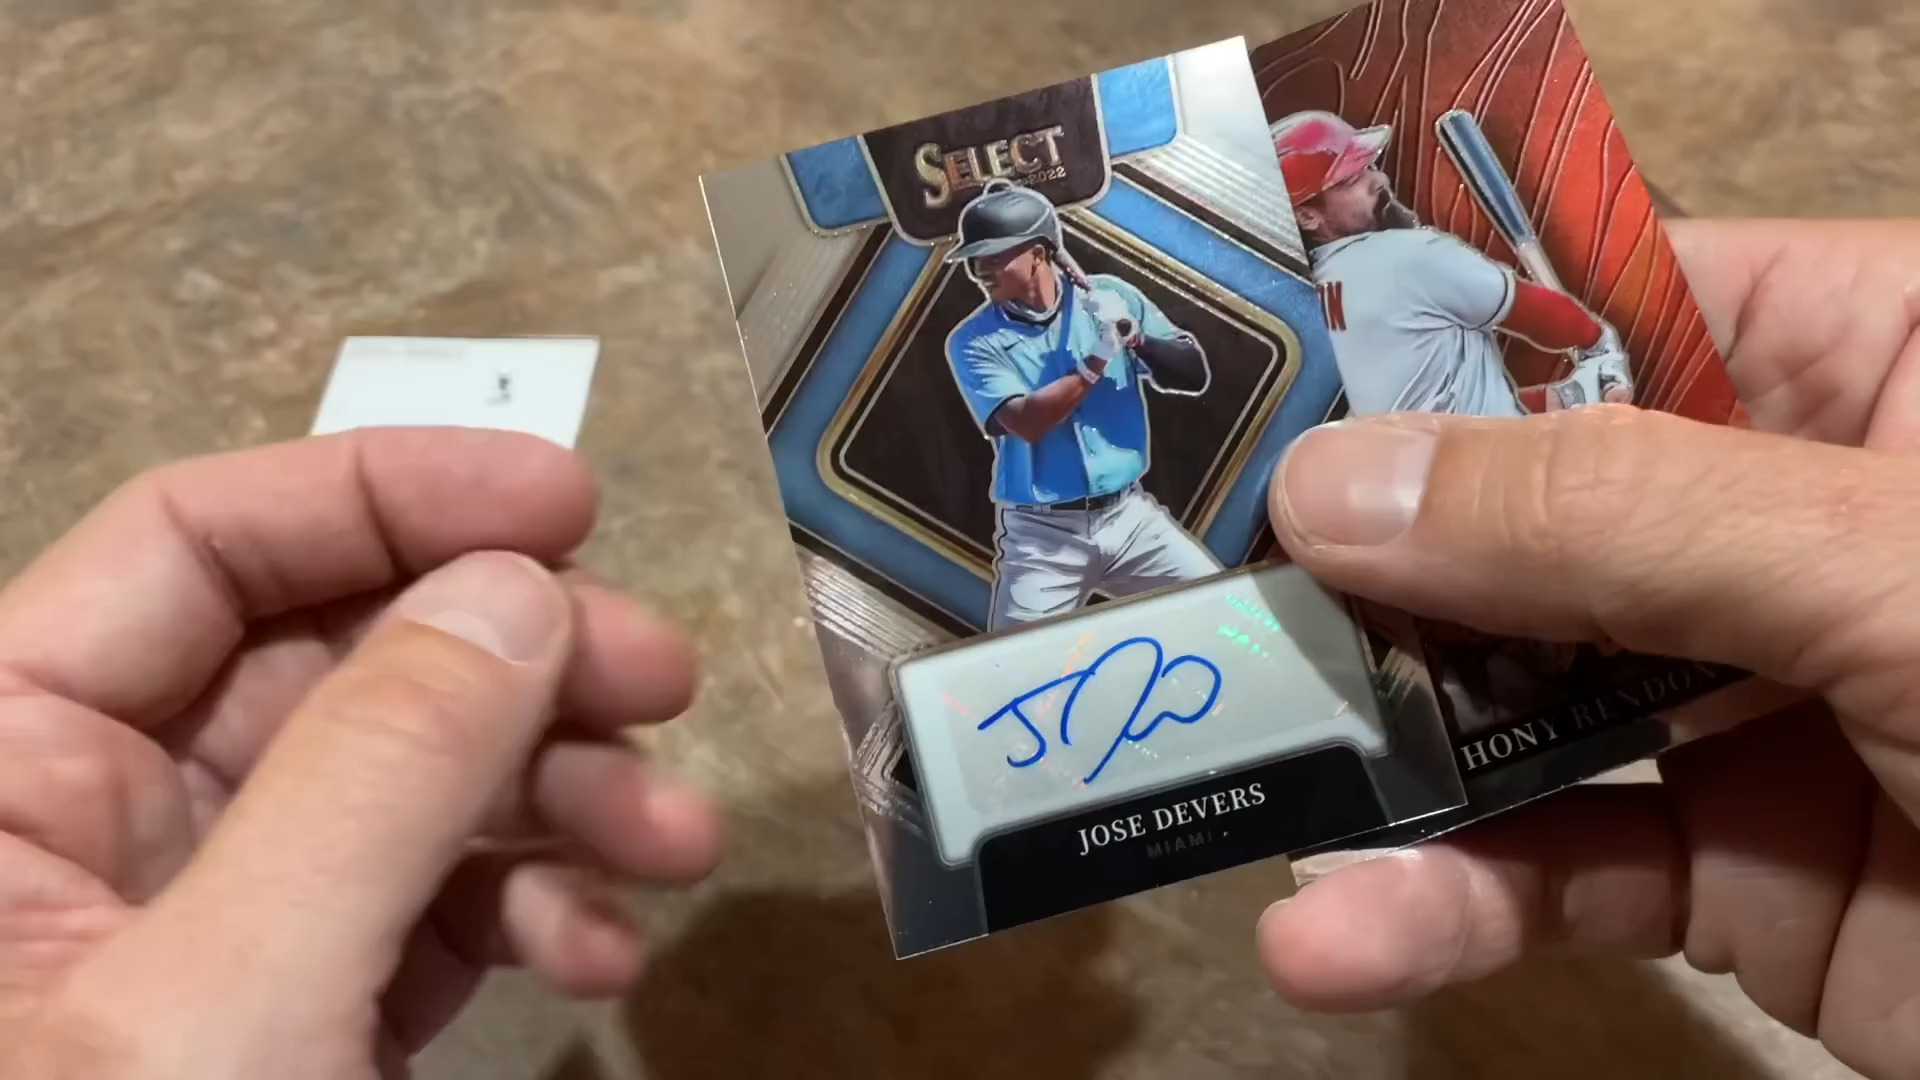 SELECT
2022
N
JOSE DEVERS
MIAMI
HONY RENDON